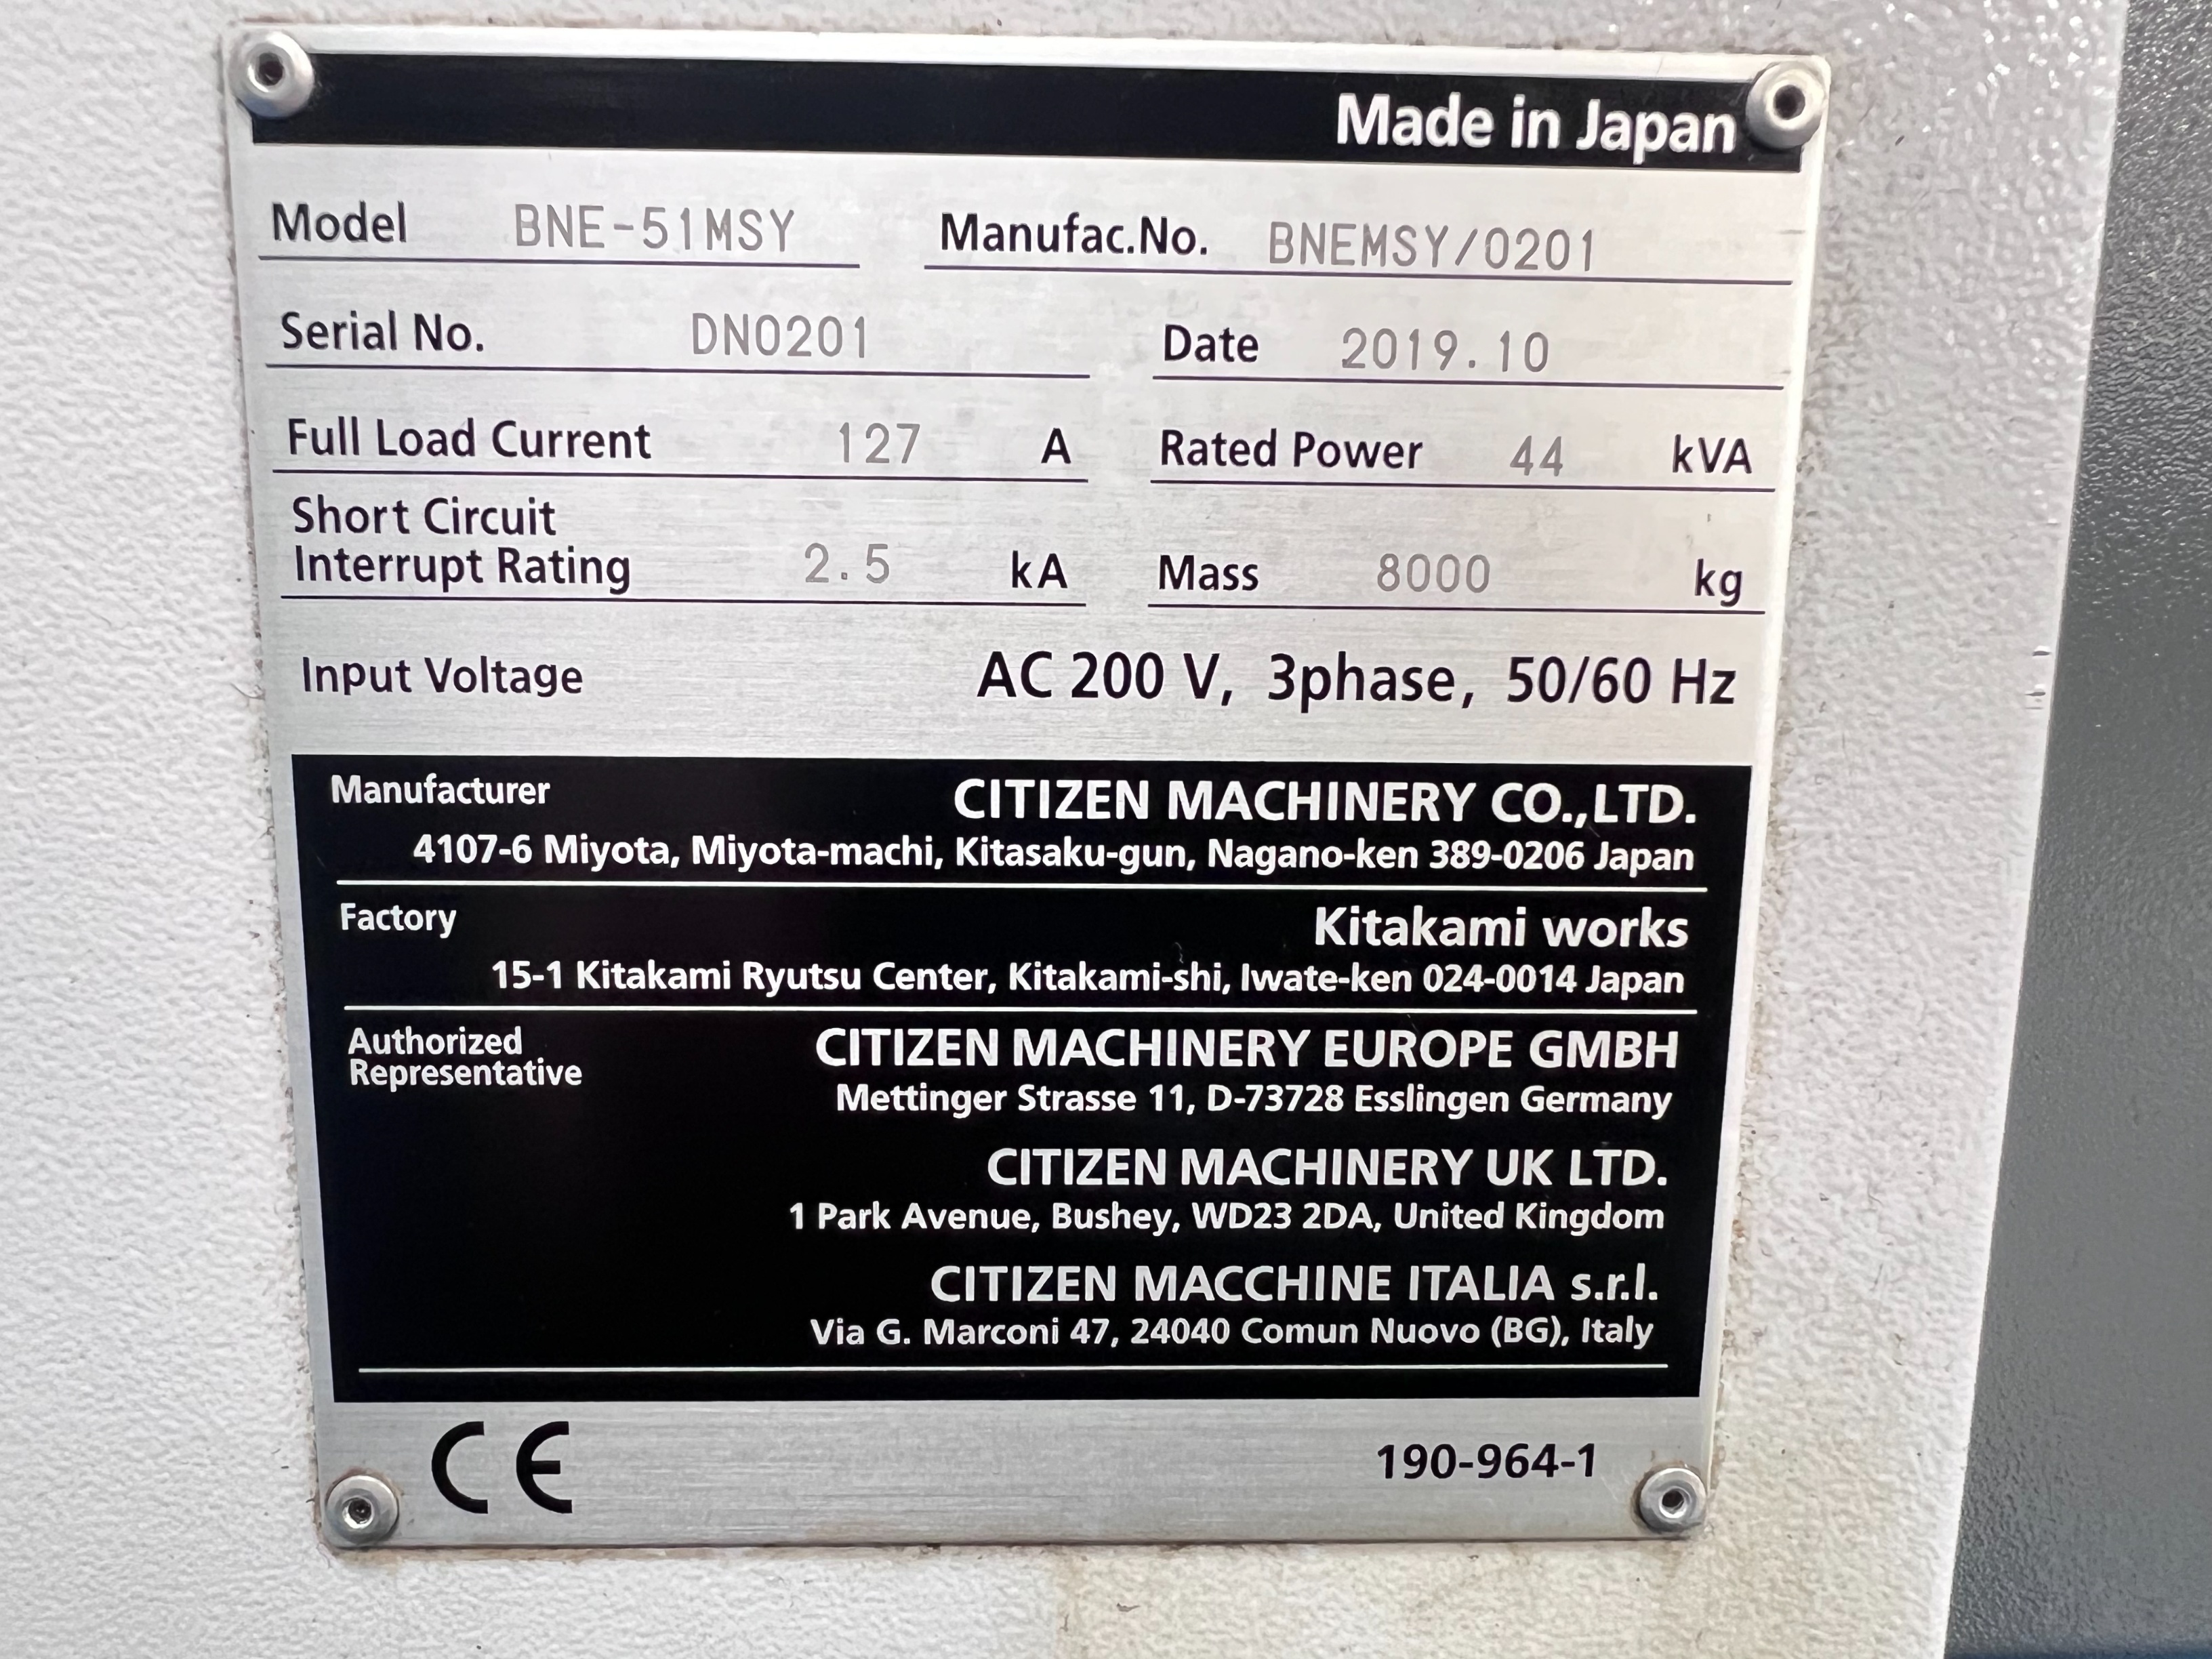 Made in Japan
Model BNE-51MSY Manufac.No. BNEMSY/0201
Serial No. DN0201 Date 2019.10
Full Load Current 127 A Rated Power 44 kVA
Short Circuit
Interrupt Rating 2.5 kA Mass 8000 kg
Input Voltage AC 200 V, 3phase, 50/60 Hz
Manufacturer CITIZEN MACHINERY CO.,LTD.
4107-6 Miyota, Miyota-machi, Kitasaku-gun, Nagano-ken 389-0206 Japan
Factory Kitakami works
15-1 Kitakami Ryutsu Center, Kitakami-shi, Iwate-ken 024-0014 Japan
Authorized
Representative CITIZEN MACHINERY EUROPE GMBH
Mettinger Strasse 11, D-73728 Esslingen Germany
CITIZEN MACHINERY UK LTD.
1 Park Avenue, Bushey, WD23 2DA, United Kingdom
CITIZEN MACCHINE ITALIA s.r.l.
Via G. Marconi 47, 24040 Comun Nuovo (BG), Italy
CE 190-964-1